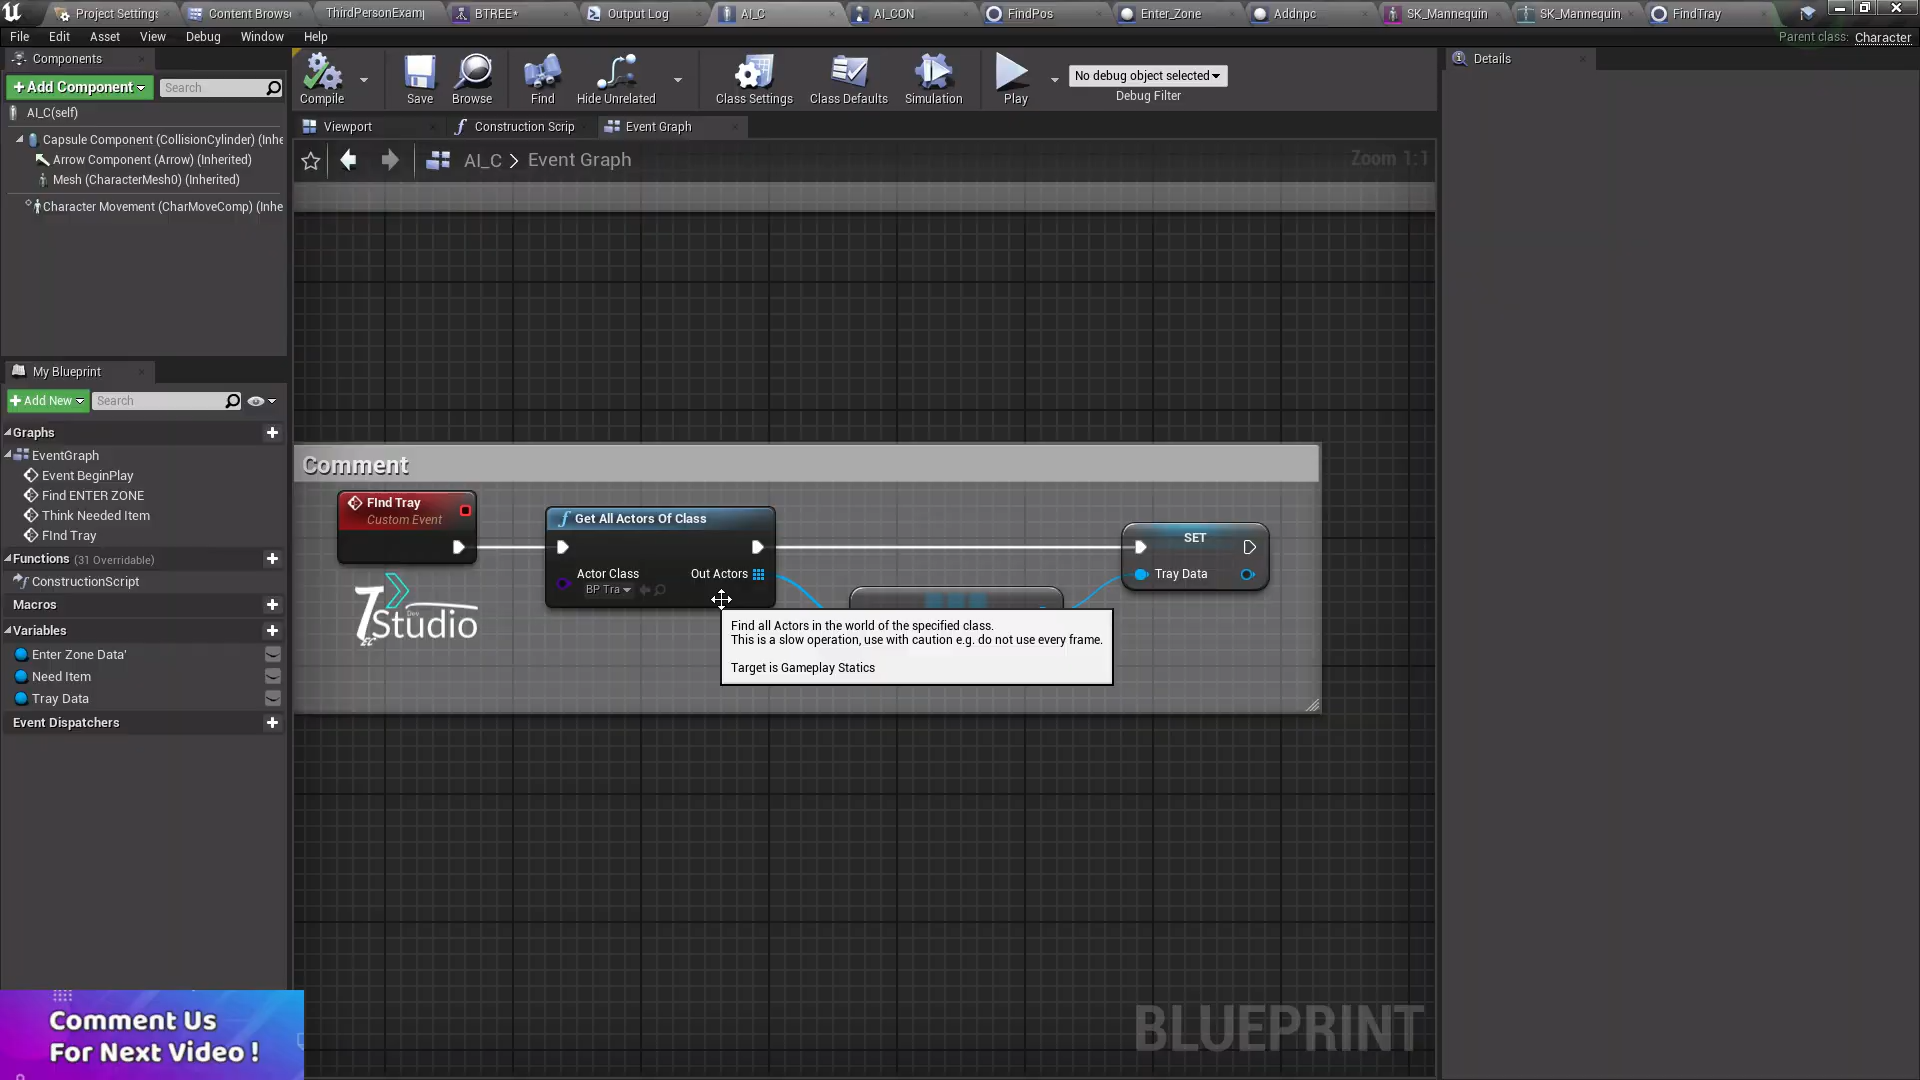 Project Settings
Content Brows
ThirdPersonExamp
BTREE*
Output Log
AI_C
AI_CON
FindPos
Enter_Zone
Addnpc
SK_Mannequin
SK_Mannequin
FindTray
File
Edit
Asset
View
Debug
Window
Help
Parent class: Character
Components
Details
+ Add Component
Search
Compile
Save
Browse
Find
Hide Unrelated
Class Settings
Class Defaults
Simulation
Play
No debug object selected
Debug Filter
AI_C(self)
Capsule Component (CollisionCylinder) (Inhe
Arrow Component (Arrow) (Inherited)
Mesh (CharacterMesh0) (Inherited)
Character Movement (CharMoveComp) (Inhe
Viewport
Construction Scrip
Event Graph
AI_C > Event Graph
Zoom 1:1
My Blueprint
+ Add New
Search
Graphs
EventGraph
Event BeginPlay
Find ENTER ZONE
Think Needed Item
FInd Tray
Functions (31 Overridable)
ConstructionScript
Macros
Variables
Enter Zone Data'
Need Item
Tray Data
Event Dispatchers
Comment
FInd Tray
Custom Event
Get All Actors Of Class
Actor Class
BP Tra
Out Actors
SET
Tray Data
Find all Actors in the world of the specified class.
This is a slow operation, use with caution e.g. do not use every frame.
Target is Gameplay Statics
Dev
Studio
BLUEPRINT
Comment Us
For Next Video !